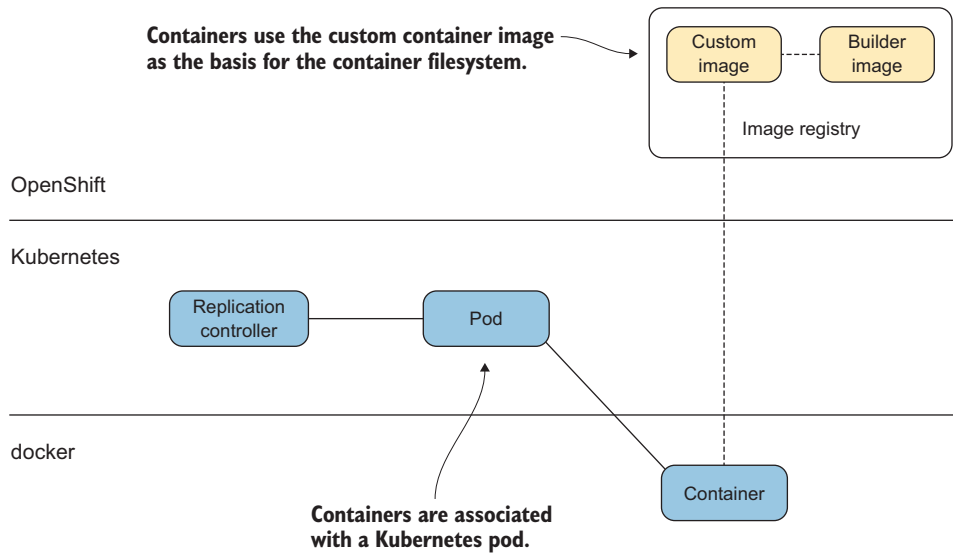 Containers use the custom container image
as the basis for the container filesystem.
Custom
image
Builder
image
Image registry
OpenShift
Kubernetes
Replication
controller
Pod
docker
Container
Containers are associated
with a Kubernetes pod.